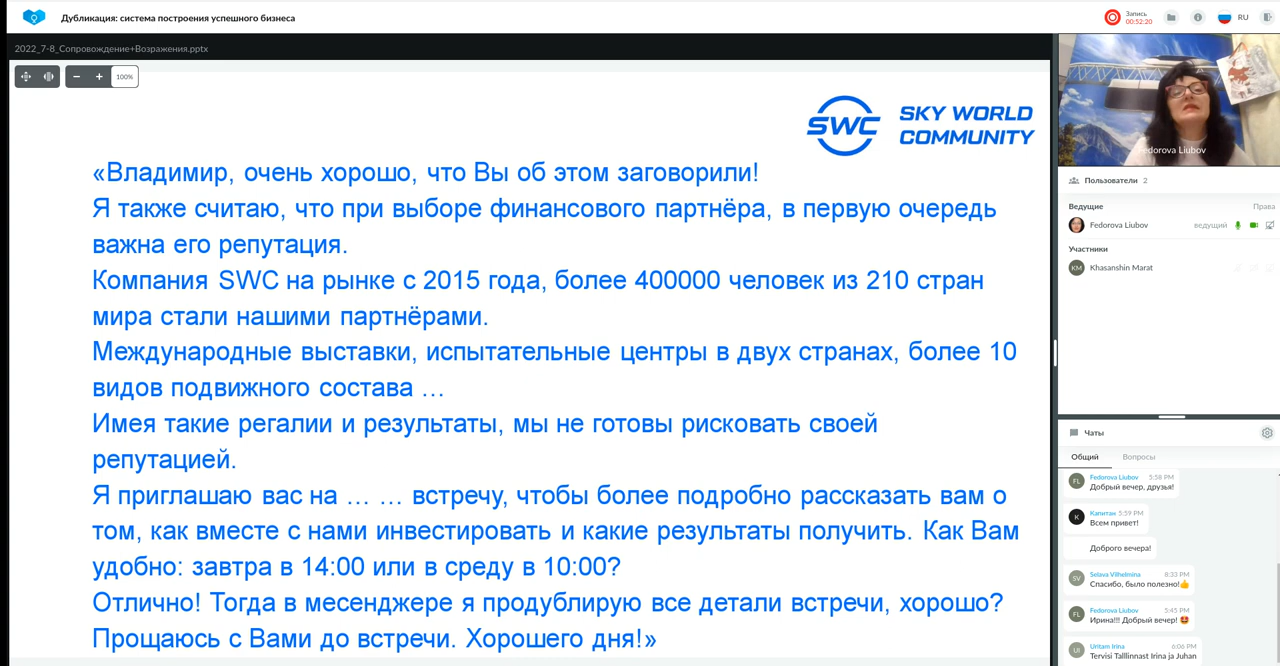 Дубликация: система построения успешного бизнеса
Запись
00:52:20
RU
2022_7-8_Сопровождение+Возражения.pptx
100%
SWC
SKY WORLD
COMMUNITY
«Владимир, очень хорошо, что Вы об этом заговорили!
Я также считаю, что при выборе финансового партнёра, в первую очередь
важна его репутация.
Компания SWC на рынке с 2015 года, более 400000 человек из 210 стран
мира стали нашими партнёрами.
Международные выставки, испытательные центры в двух странах, более 10
видов подвижного состава …
Имея такие регалии и результаты, мы не готовы рисковать своей
репутацией.
Я приглашаю вас на … … встречу, чтобы более подробно рассказать вам о
том, как вместе с нами инвестировать и какие результаты получить. Как Вам
удобно: завтра в 14:00 или в среду в 10:00?
Отлично! Тогда в месенджере я продублирую все детали встречи, хорошо?
Прощаюсь с Вами до встречи. Хорошего дня!»
Fedorova Liubov
Пользователи 2
Ведущие Права
Fedorova Liubov ведущий
Участники
KM Khasanshin Marat
Чаты
Общий Вопросы
FL Fedorova Liubov 5:58 PM
Добрый вечер, друзья!
К Капитан 5:59 PM
Всем привет!
Доброго вечера!
SV Selava Vilhelmina 8:33 PM
Спасибо, было полезно!
FL Fedorova Liubov 5:45 PM
Ирина!!! Добрый вечер!
UI Uritam Irina 6:06 PM
Tervisi Talllinnast Irina ja Juhan